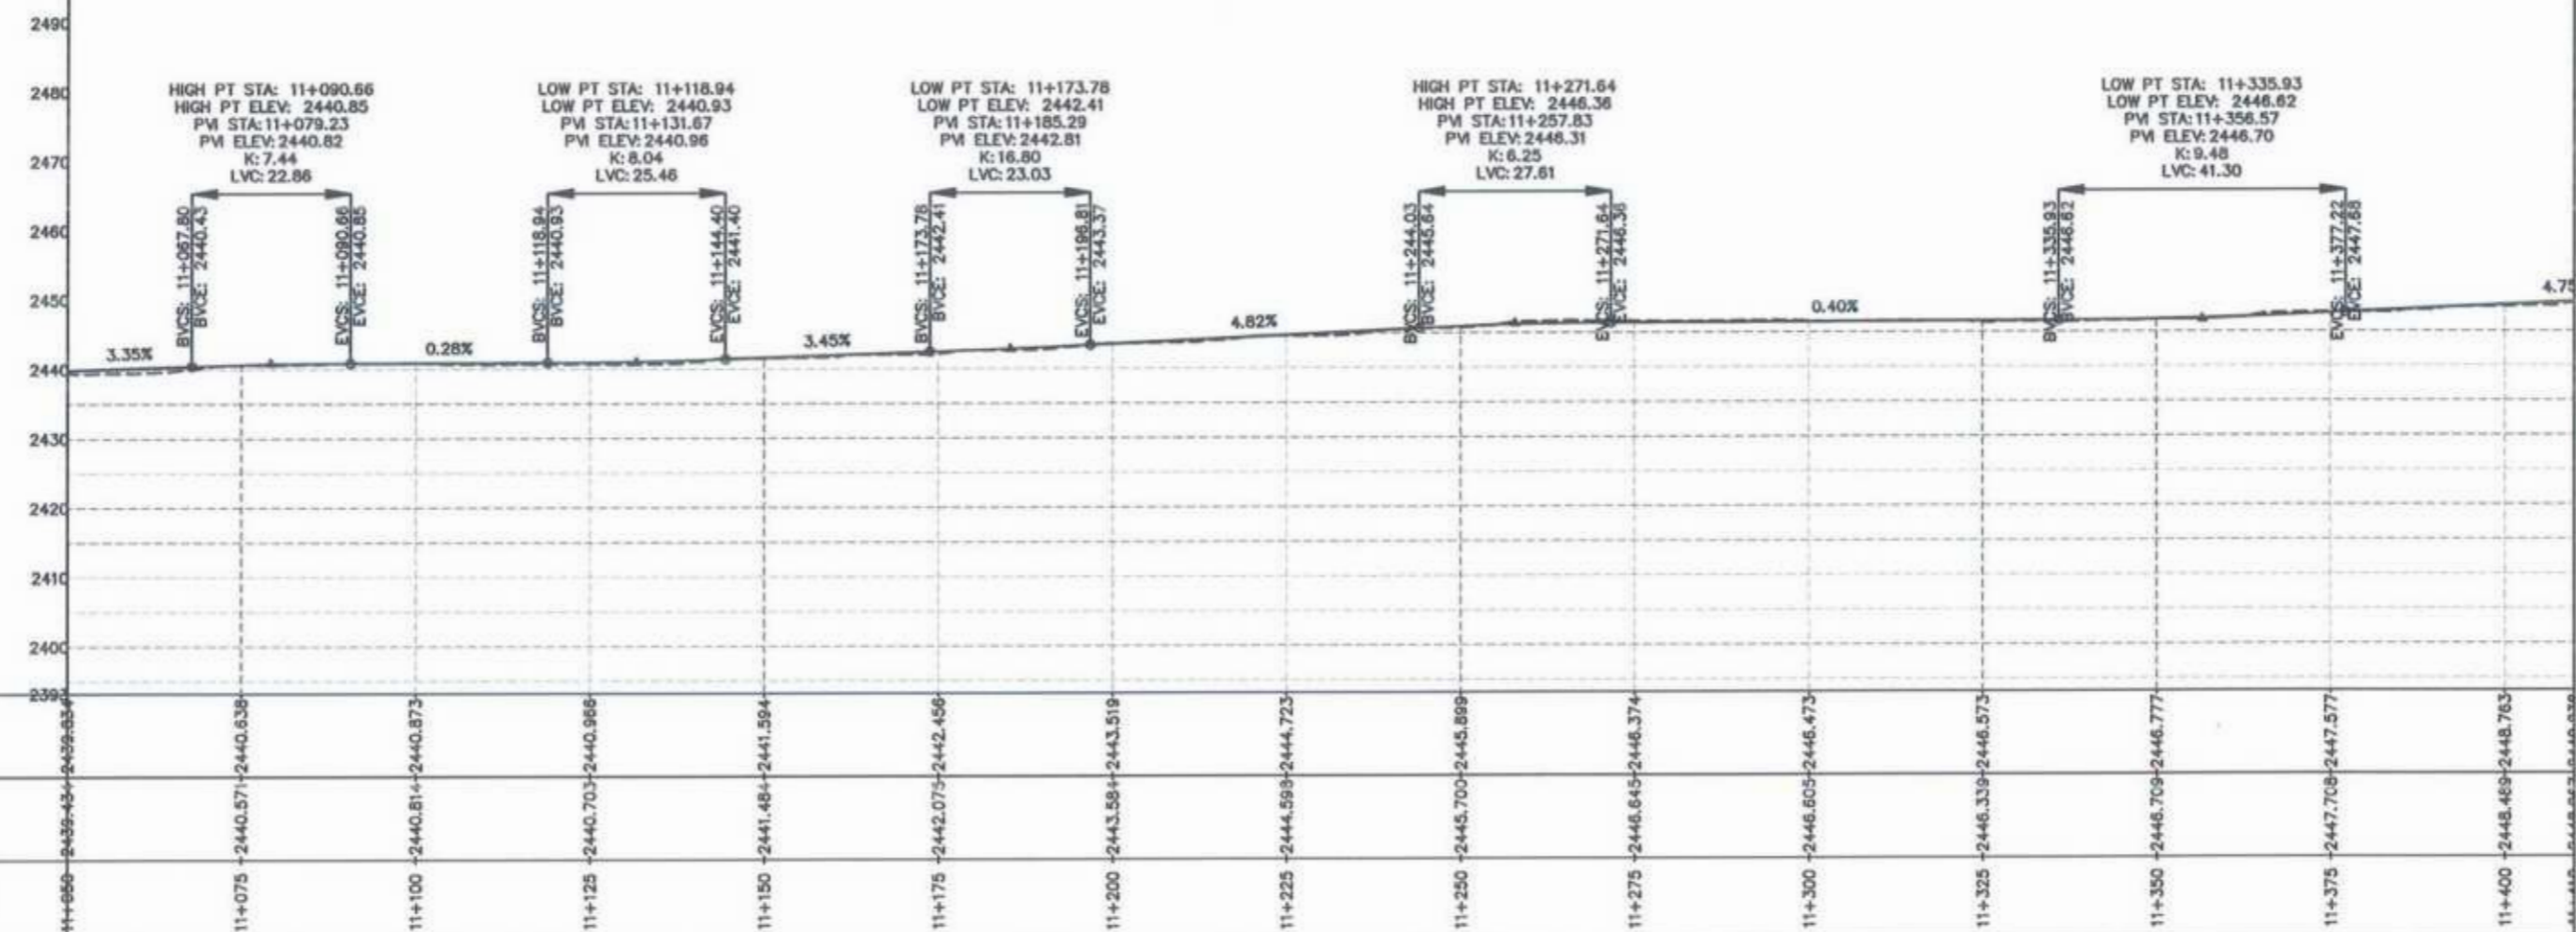 2490
2480
2470
2460
2450
2440
2430
2420
2410
2400
2393
HIGH PT STA: 11+090.66
HIGH PT ELEV: 2440.85
PVI STA:11+079.23
PVI ELEV:2440.82
K:7.44
LVC:22.86
BVCS: 11+067.80
BVCE: 2440.43
EVCS: 11+090.66
EVCE: 2440.85
LOW PT STA: 11+118.94
LOW PT ELEV: 2440.93
PVI STA:11+131.67
PVI ELEV:2440.96
K:8.04
LVC:25.46
BVCS: 11+118.94
BVCE: 2440.93
EVCS: 11+144.40
EVCE: 2441.40
LOW PT STA: 11+173.78
LOW PT ELEV: 2442.41
PVI STA:11+185.29
PVI ELEV:2442.81
K:16.80
LVC:23.03
BVCS: 11+173.78
BVCE: 2442.41
EVCS: 11+196.81
EVCE: 2443.37
HIGH PT STA: 11+271.64
HIGH PT ELEV: 2446.36
PVI STA:11+257.83
PVI ELEV:2446.31
K:6.25
LVC:27.61
BVCS: 11+244.03
BVCE: 2445.64
EVCS: 11+271.64
EVCE: 2446.36
LOW PT STA: 11+335.93
LOW PT ELEV: 2446.62
PVI STA:11+356.57
PVI ELEV:2446.70
K:9.48
LVC:41.30
BVCS: 11+335.93
BVCE: 2446.62
EVCS: 11+377.22
EVCE: 2447.68
3.35%
0.28%
3.45%
4.82%
0.40%
4.75
2439.634
2440.638
2440.873
2440.966
2441.594
2442.456
2443.519
2444.723
2445.899
2446.374
2446.473
2446.573
2446.777
2447.577
2448.763
2439.434
2440.571
2440.814
2440.703
2441.484
2442.075
2443.584
2444.598
2445.700
2446.645
2446.605
2446.339
2446.709
2447.708
2448.489
11+050
11+075
11+100
11+125
11+150
11+175
11+200
11+225
11+250
11+275
11+300
11+325
11+350
11+375
11+400